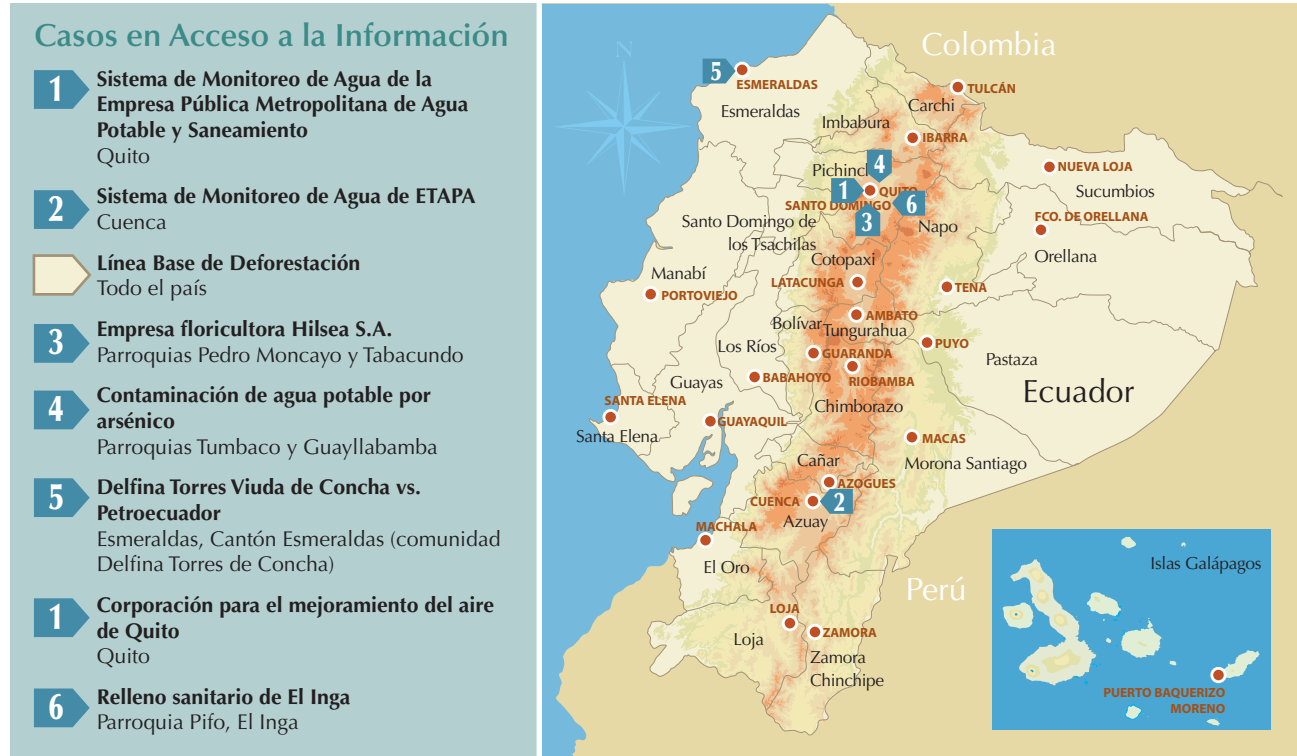 Casos en Acceso a la Información
1
Sistema de Monitoreo de Agua de la
Empresa Pública Metropolitana de Agua
Potable y Saneamiento
Quito
2
Sistema de Monitoreo de Agua de ETAPA
Cuenca
Línea Base de Deforestación
Todo el país
3
Empresa floricultora Hilsea S.A.
Parroquias Pedro Moncayo y Tabacundo
4
Contaminación de agua potable por
arsénico
Parroquias Tumbaco y Guayllabamba
5
Delfina Torres Viuda de Concha vs.
Petroecuador
Esmeraldas, Cantón Esmeraldas (comunidad
Delfina Torres de Concha)
1
Corporación para el mejoramiento del aire
de Quito
Quito
6
Relleno sanitario de El Inga
Parroquia Pifo, El Inga
N
Colombia
5
ESMERALDAS
Esmeraldas
TULCÁN
Carchi
Imbabura
IBARRA
4
Pichinc
NUEVA LOJA
Sucumbios
1
QUITO
SANTO DOMINGO
6
3
FCO. DE ORELLANA
Santo Domingo de
los Tsachilas
Napo
Orellana
Cotopaxi
Manabí
PORTOVIEJO
LATACUNGA
TENA
AMBATO
Bolívar
Tungurahua
Los Ríos
GUARANDA
PUYO
Pastaza
RIOBAMBA
BABAHOYO
Guayas
Ecuador
Chimborazo
SANTA ELENA
Santa Elena
GUAYAQUIL
MACAS
Morona Santiago
Cañar
AZOGUES
CUENCA
2
Azuay
MACHALA
El Oro
Perú
Islas Galápagos
LOJA
Loja
ZAMORA
Zamora
Chinchipe
PUERTO BAQUERIZO
MORENO